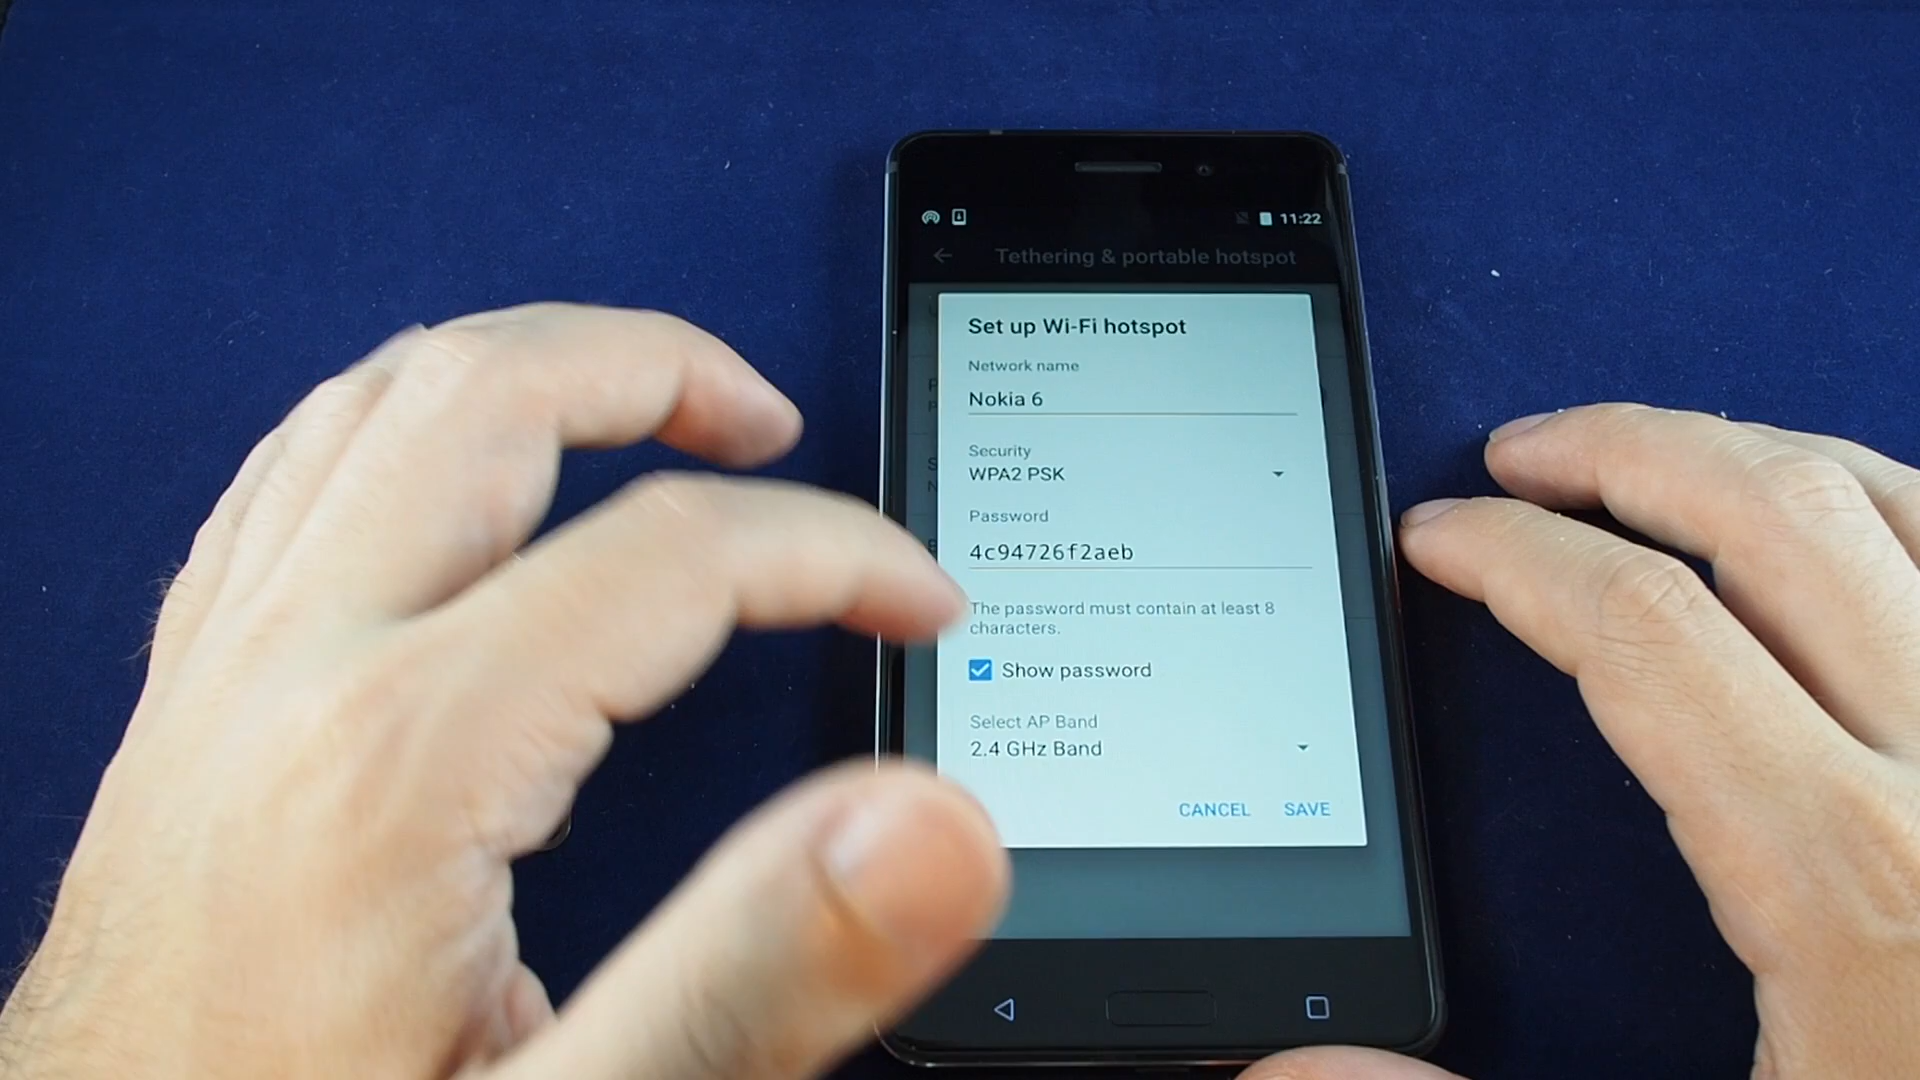 11:22
Tethering & portable hotspot
Set up Wi-Fi hotspot
Network name
Nokia 6
Security
WPA2 PSK
Password
4c94726f2aeb
The password must contain at least 8
characters.
Show password
Select AP Band
2.4 GHz Band
CANCEL SAVE